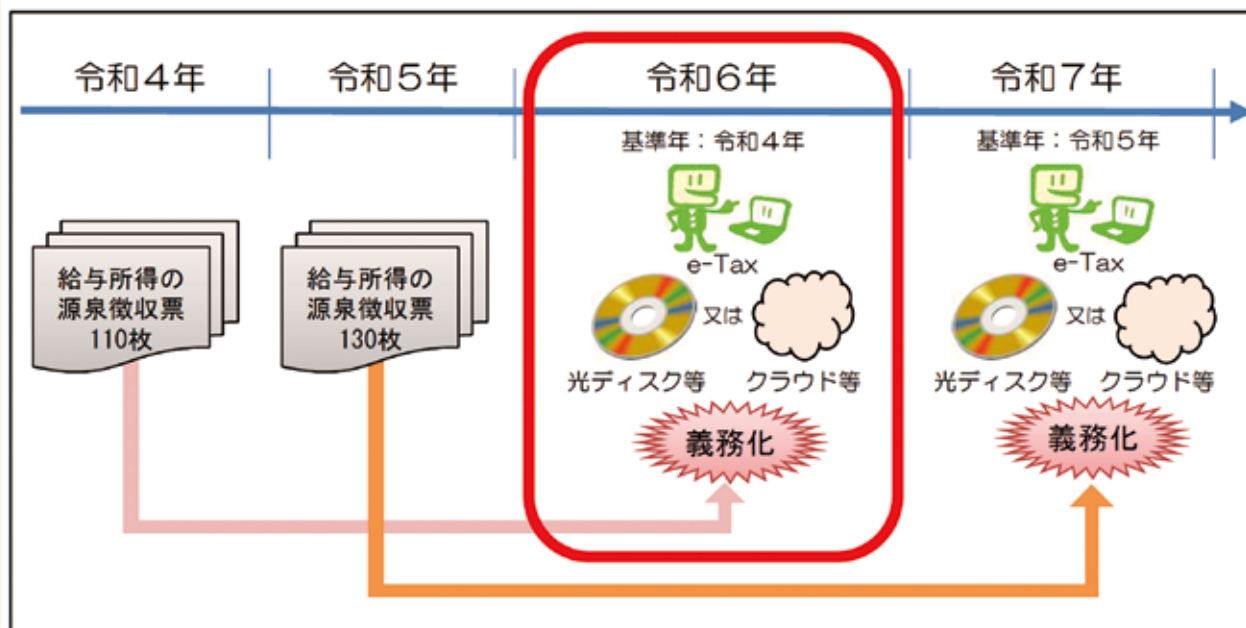 令和4年
令和5年
令和6年
令和7年
基準年：令和4年
基準年：令和5年
給与所得の
源泉徴収票
110枚
給与所得の
源泉徴収票
130枚
e-Tax
又は
光ディスク等
クラウド等
義務化
e-Tax
又は
光ディスク等
クラウド等
義務化